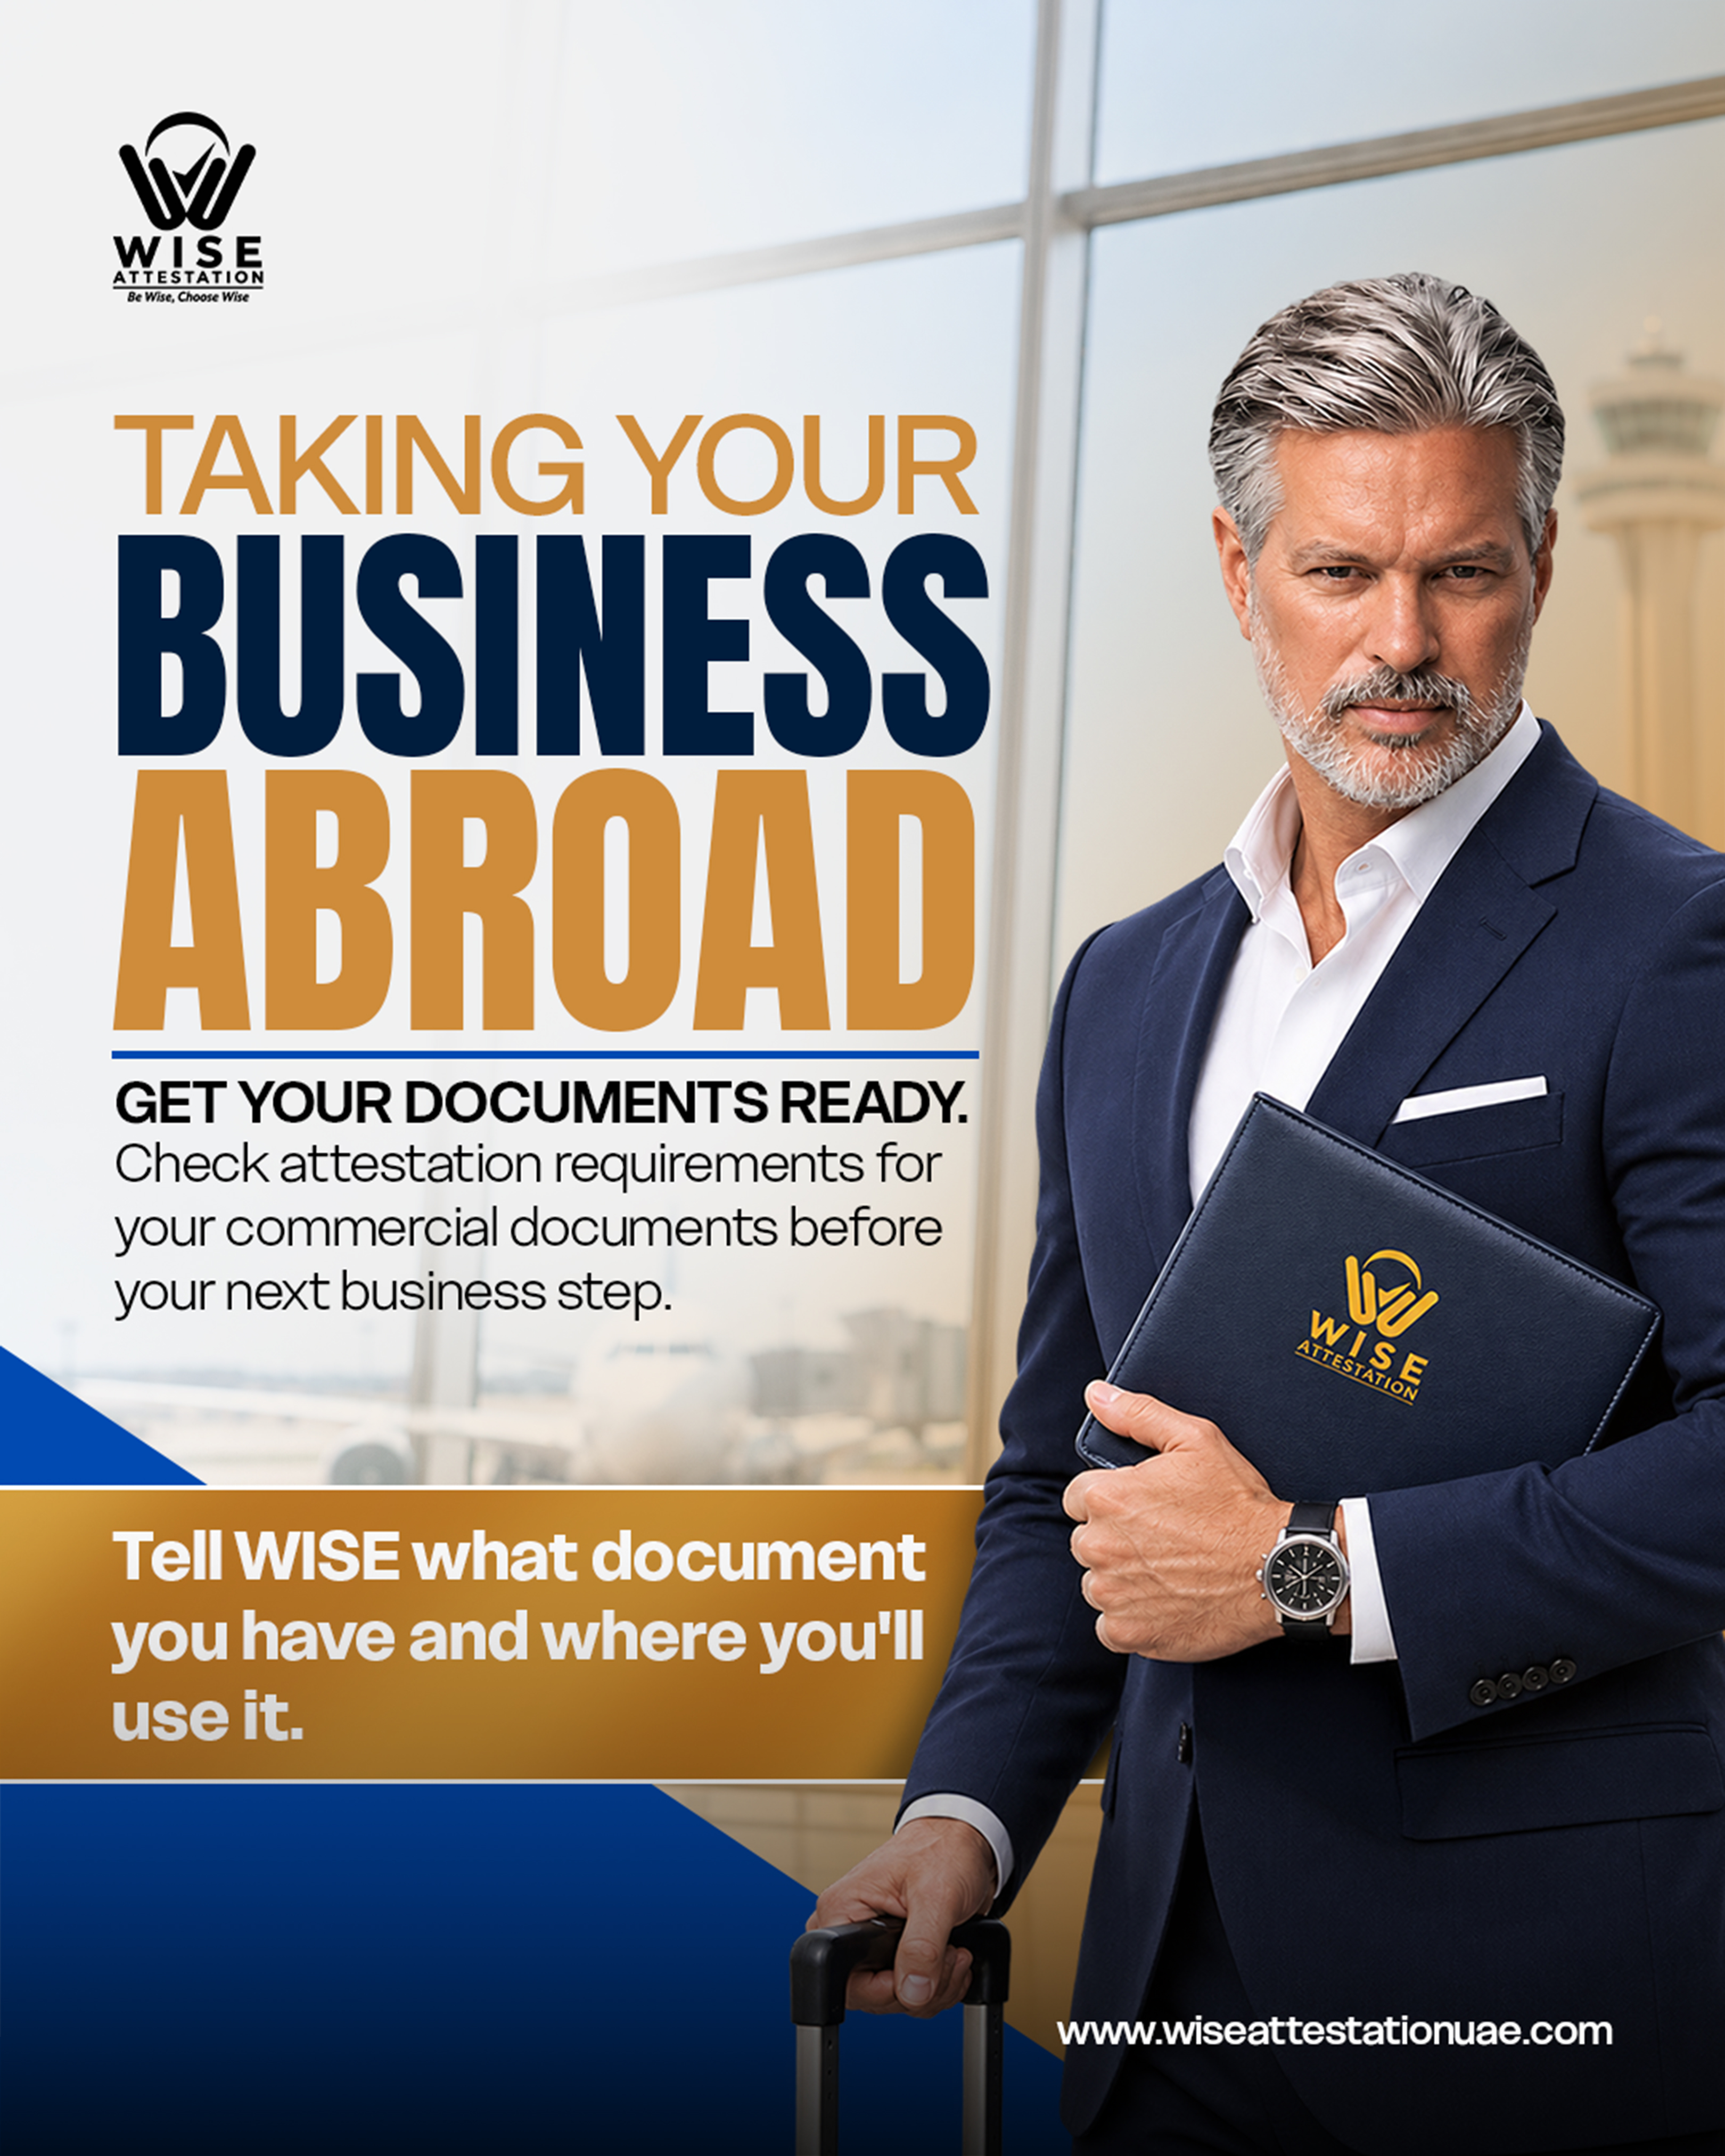 WISE
ATTESTATION
Be Wise, Choose Wise
TAKING YOUR
BUSINESS
ABROAD
GET YOUR DOCUMENTS READY.
Check attestation requirements for
your commercial documents before
your next business step.
WISE
ATTESTATION
Tell WISE what document
you have and where you'll
use it.
www.wiseattestationuae.com